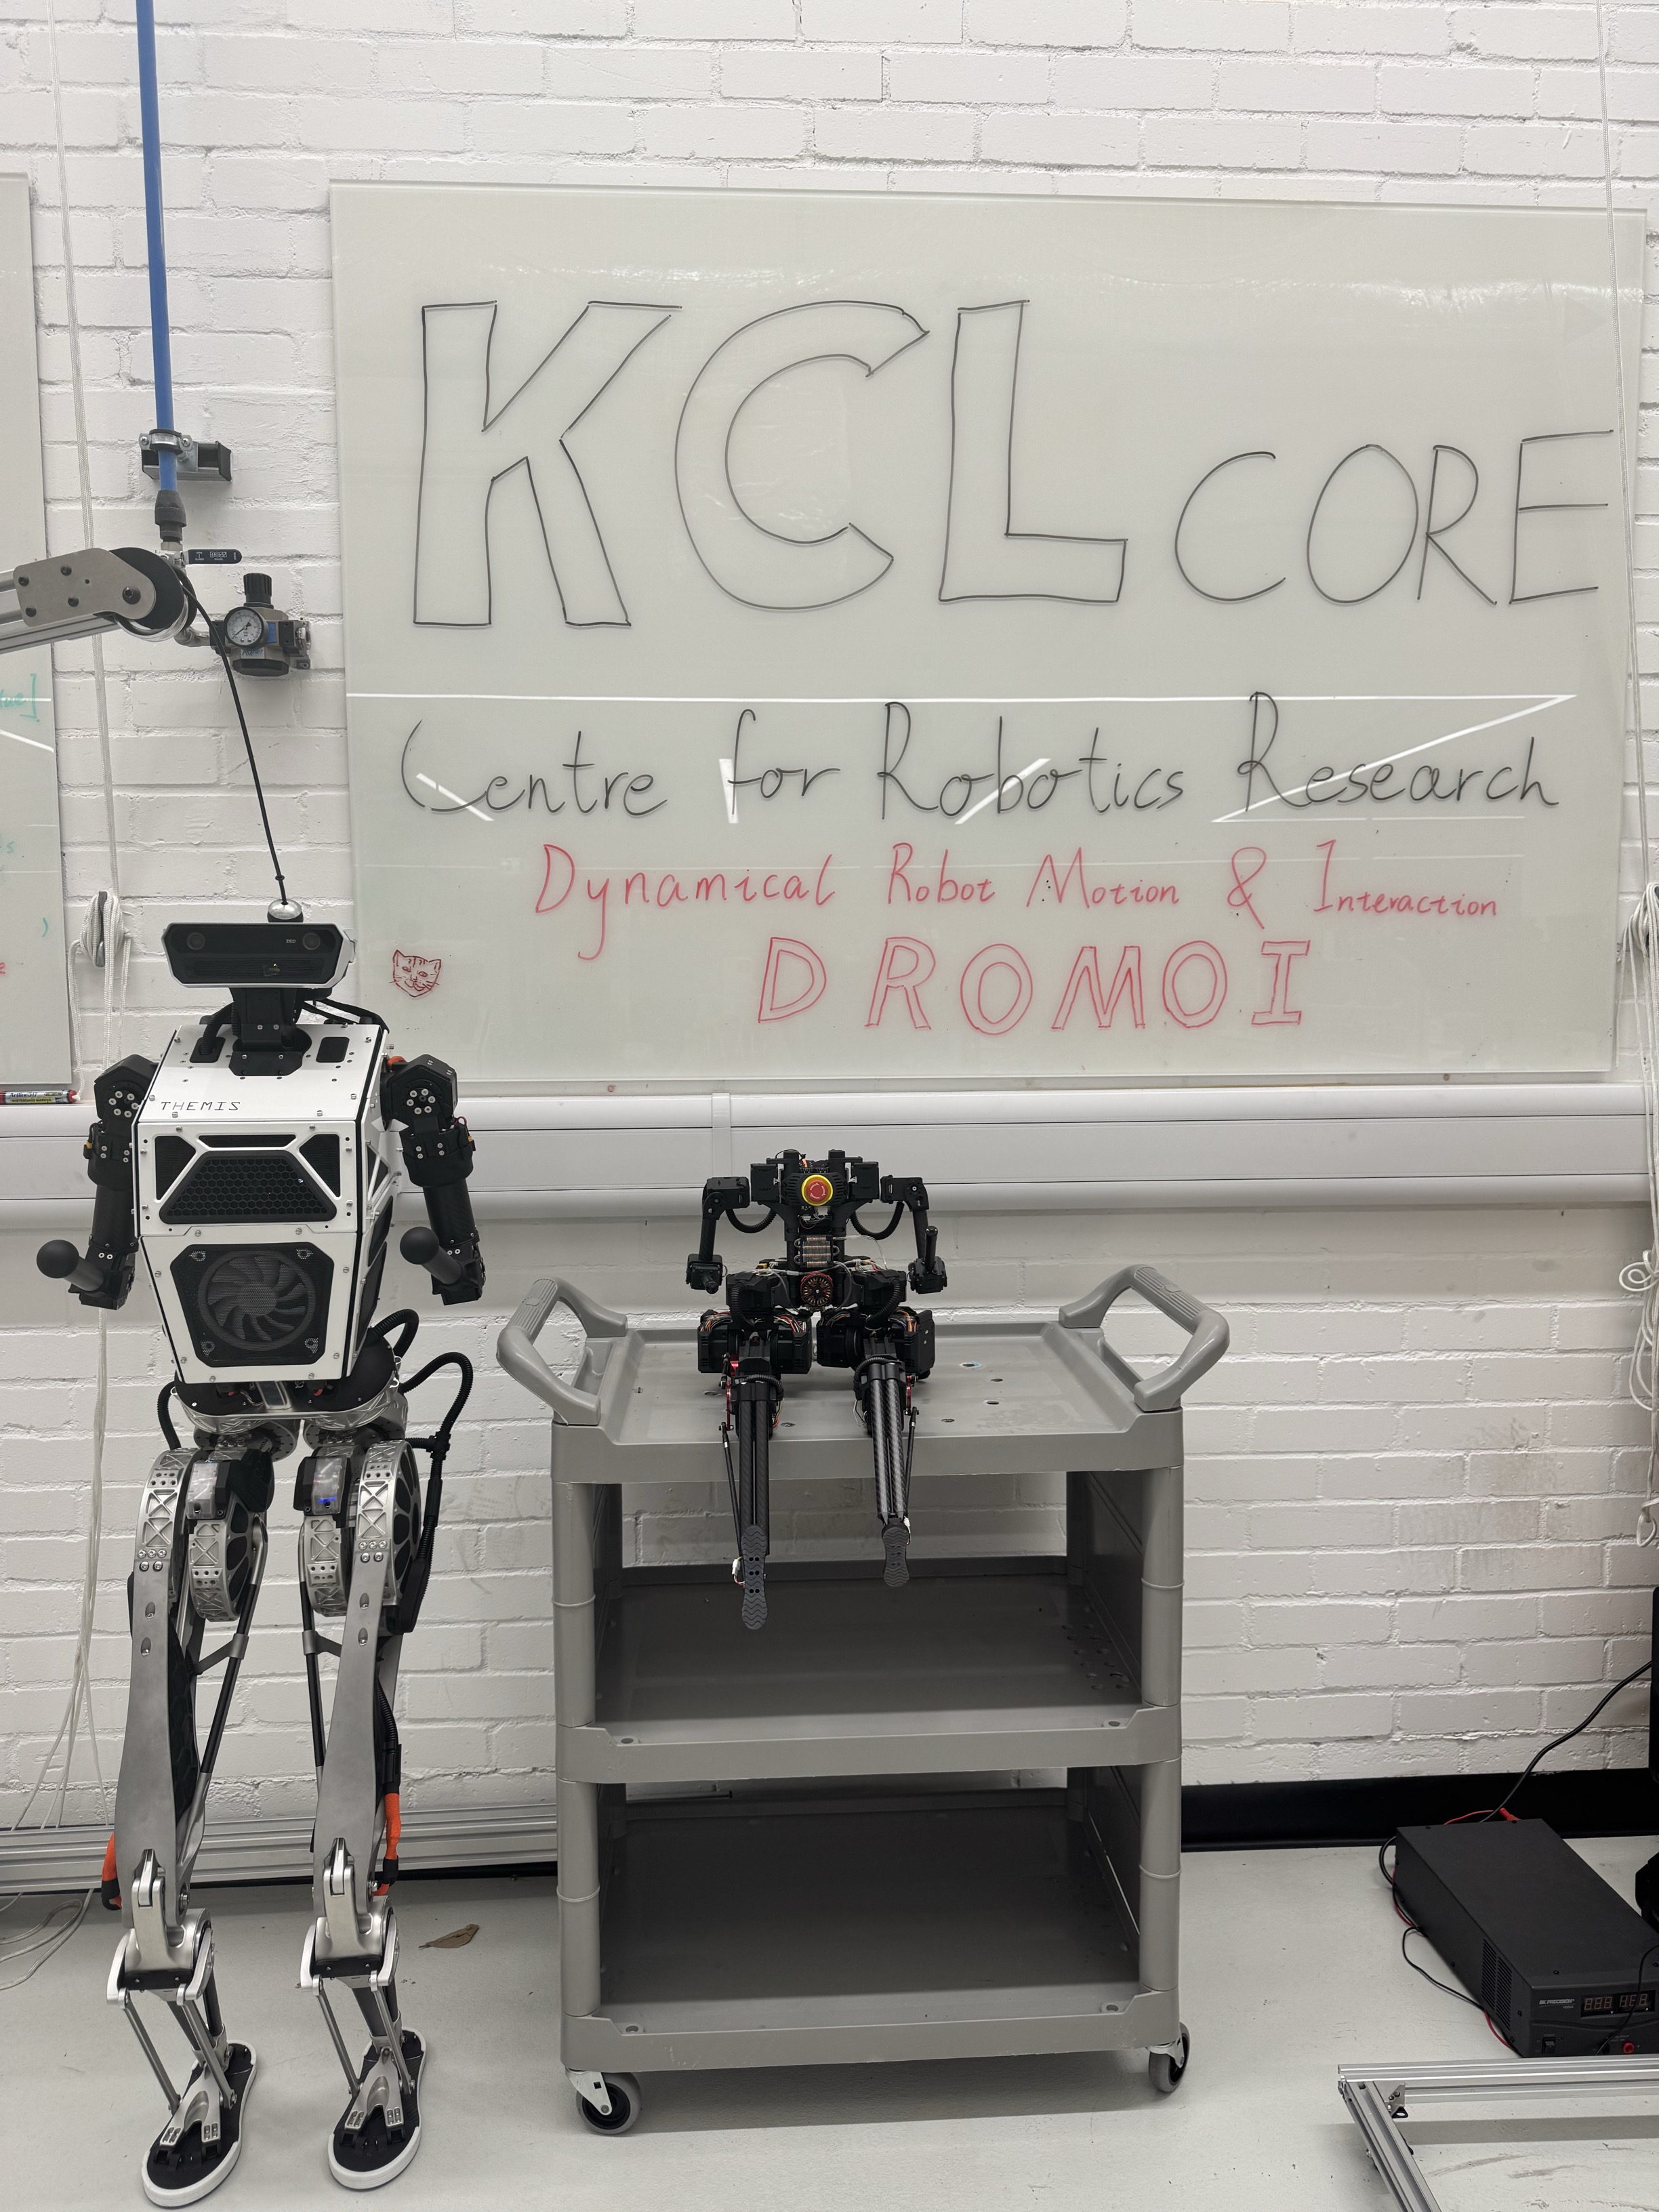 KCL CORE
Centre for Robotics Research
Dynamical Robot Motion & Interaction
DROMOI
THEMIS